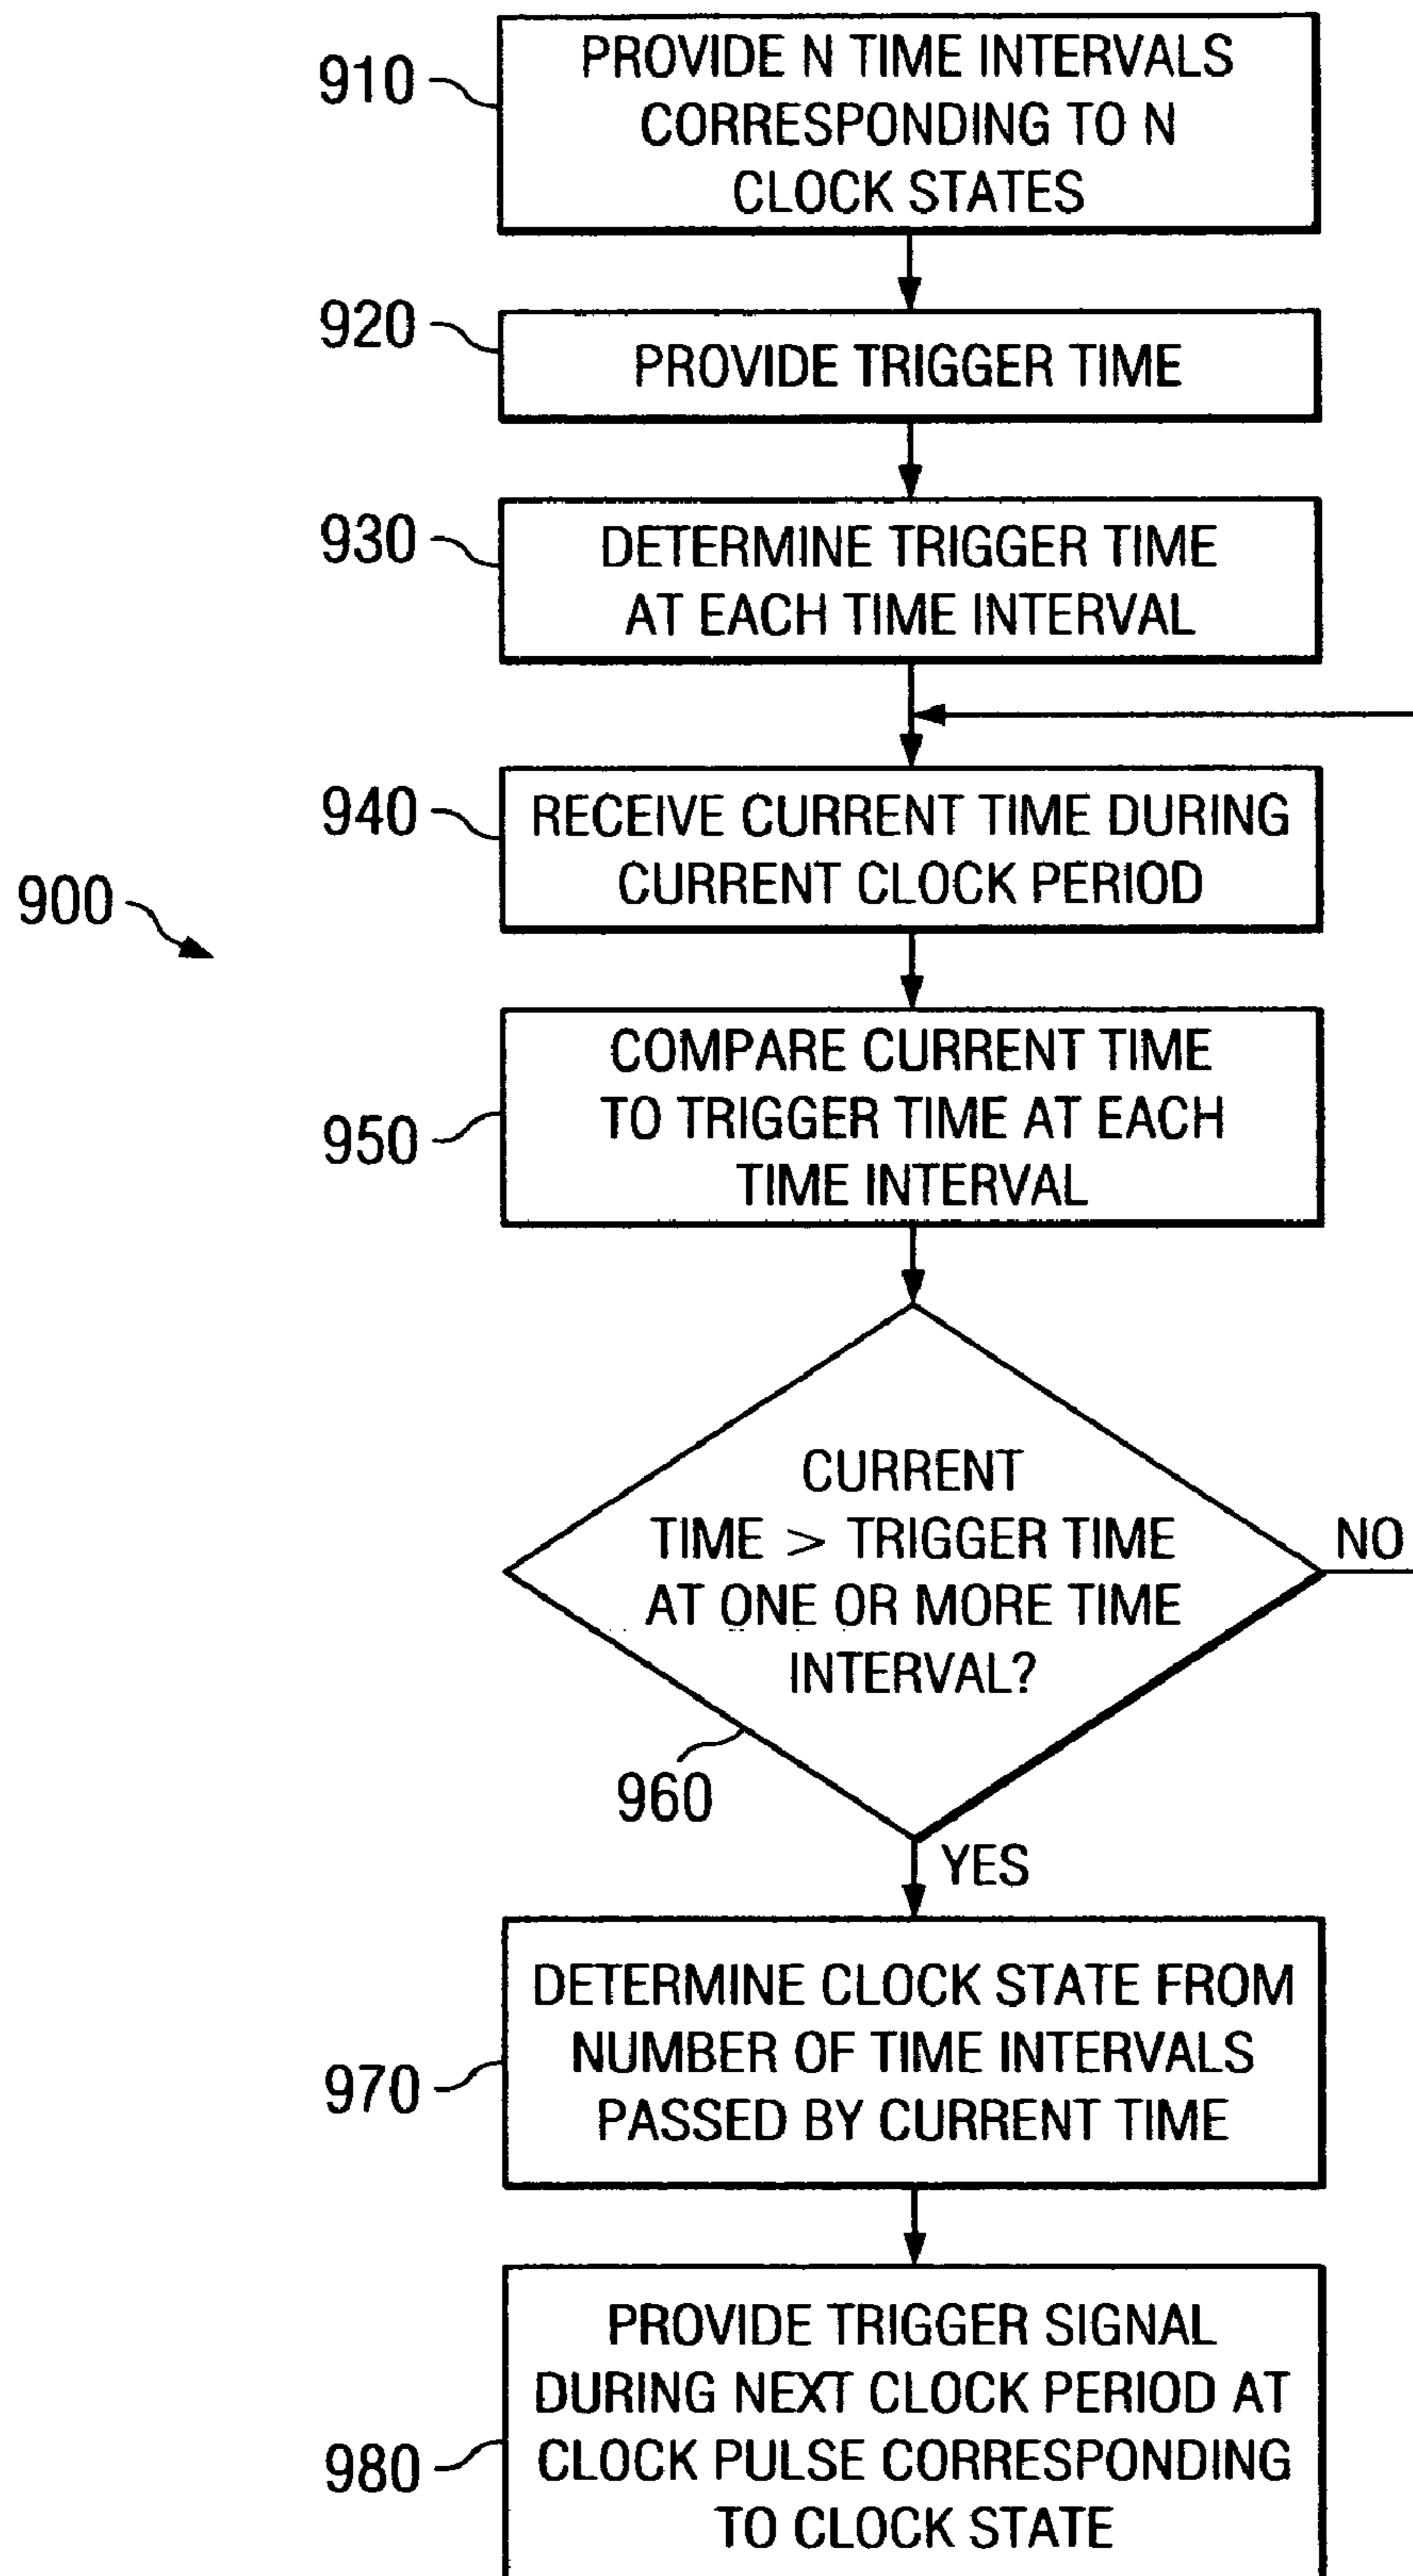 910
PROVIDE N TIME INTERVALS
CORRESPONDING TO N
CLOCK STATES
920
PROVIDE TRIGGER TIME
930
DETERMINE TRIGGER TIME
AT EACH TIME INTERVAL
940
RECEIVE CURRENT TIME DURING
CURRENT CLOCK PERIOD
900
950
COMPARE CURRENT TIME
TO TRIGGER TIME AT EACH
TIME INTERVAL
CURRENT
TIME > TRIGGER TIME
AT ONE OR MORE TIME
INTERVAL?
NO
960
YES
970
DETERMINE CLOCK STATE FROM
NUMBER OF TIME INTERVALS
PASSED BY CURRENT TIME
980
PROVIDE TRIGGER SIGNAL
DURING NEXT CLOCK PERIOD AT
CLOCK PULSE CORRESPONDING
TO CLOCK STATE